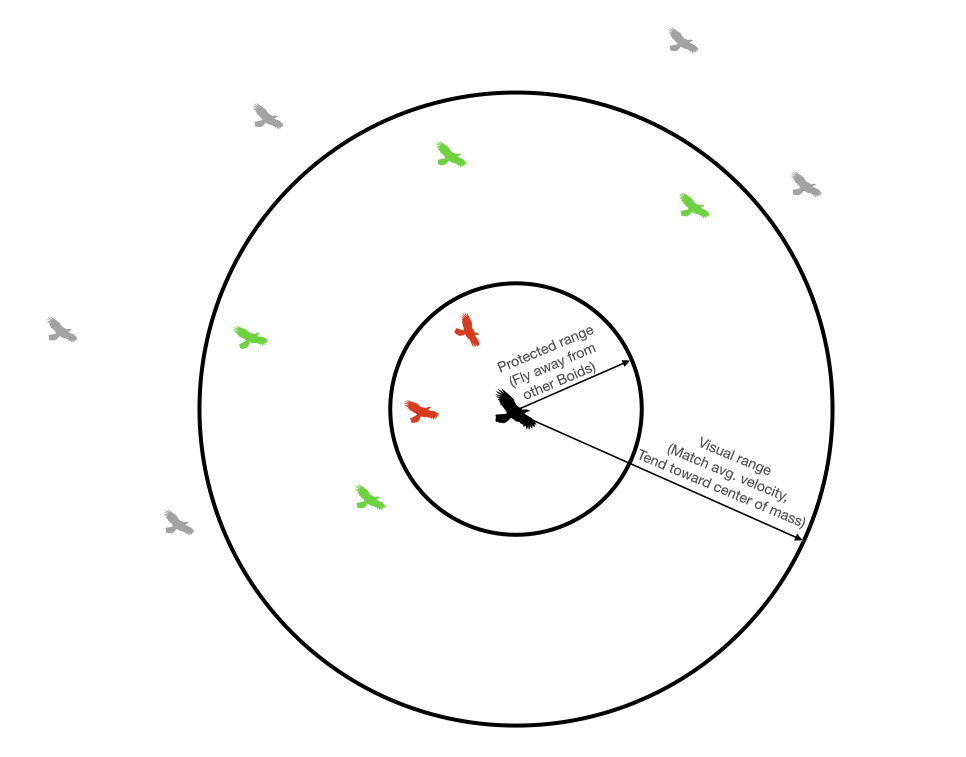 Protected range
(Fly away from
other Boids)
Visual range
(Match avg. velocity,
Tend toward center of mass)